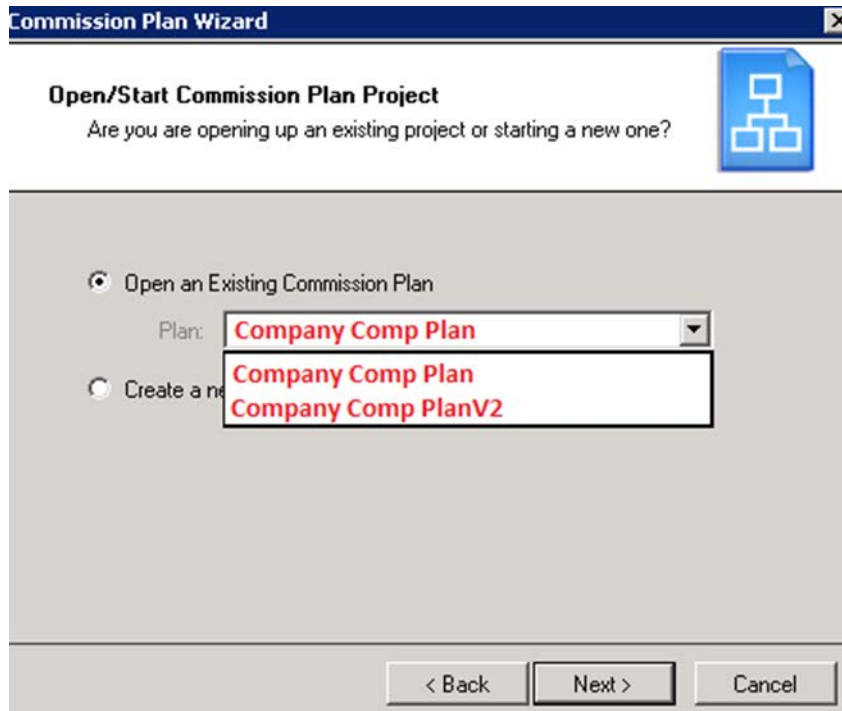 Commission Plan Wizard
Open/Start Commission Plan Project
Are you are opening up an existing project or starting a new one?
Open an Existing Commission Plan
Plan: Company Comp Plan
Company Comp Plan
Create a
Company Comp PlanV2
< Back Next > Cancel